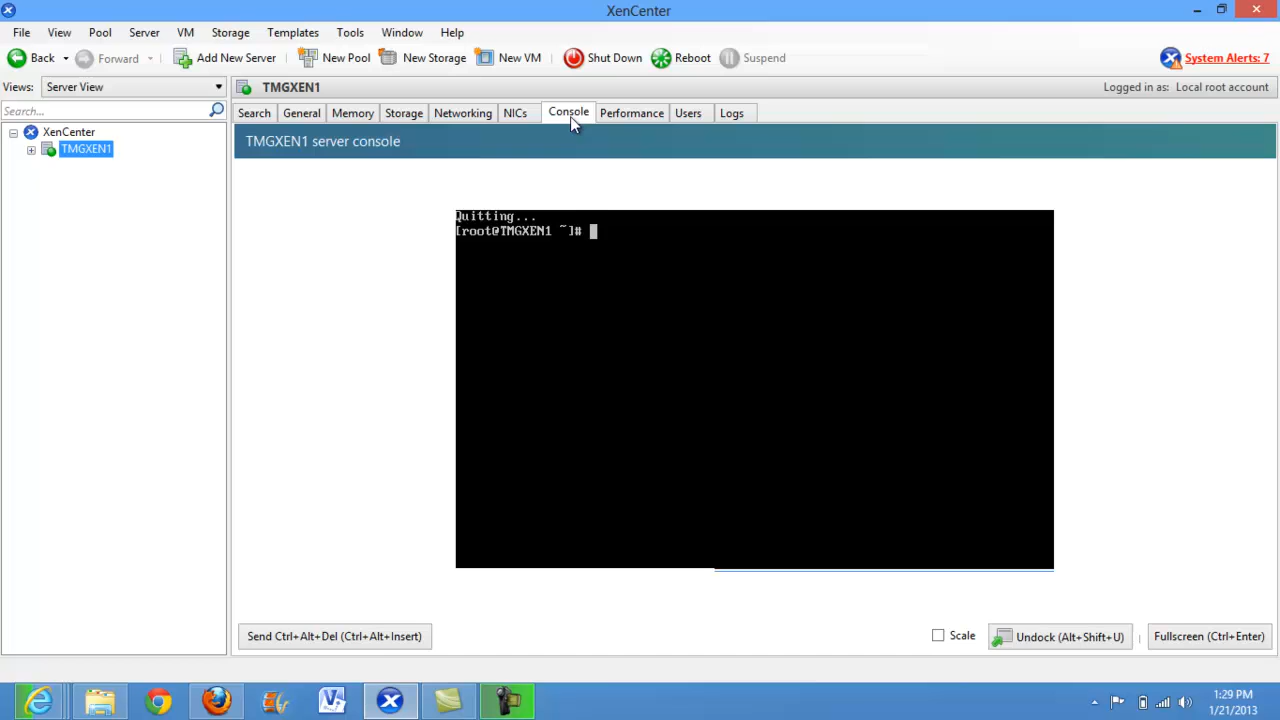 XenCenter
File View Pool Server VM Storage Templates Tools Window Help
Back Forward Add New Server New Pool New Storage New VM Shut Down Reboot Suspend System Alerts: 7
Views: Server View TMGXEN1 Logged in as: Local root account
Search... Search General Memory Storage Networking NICs Console Performance Users Logs
XenCenter
TMGXEN1
TMGXEN1 server console
Quitting...
[root@TMGXEN1 ~]#
Send Ctrl+Alt+Del (Ctrl+Alt+Insert) Scale Undock (Alt+Shift+U) Fullscreen (Ctrl+Enter)
1:29 PM
1/21/2013